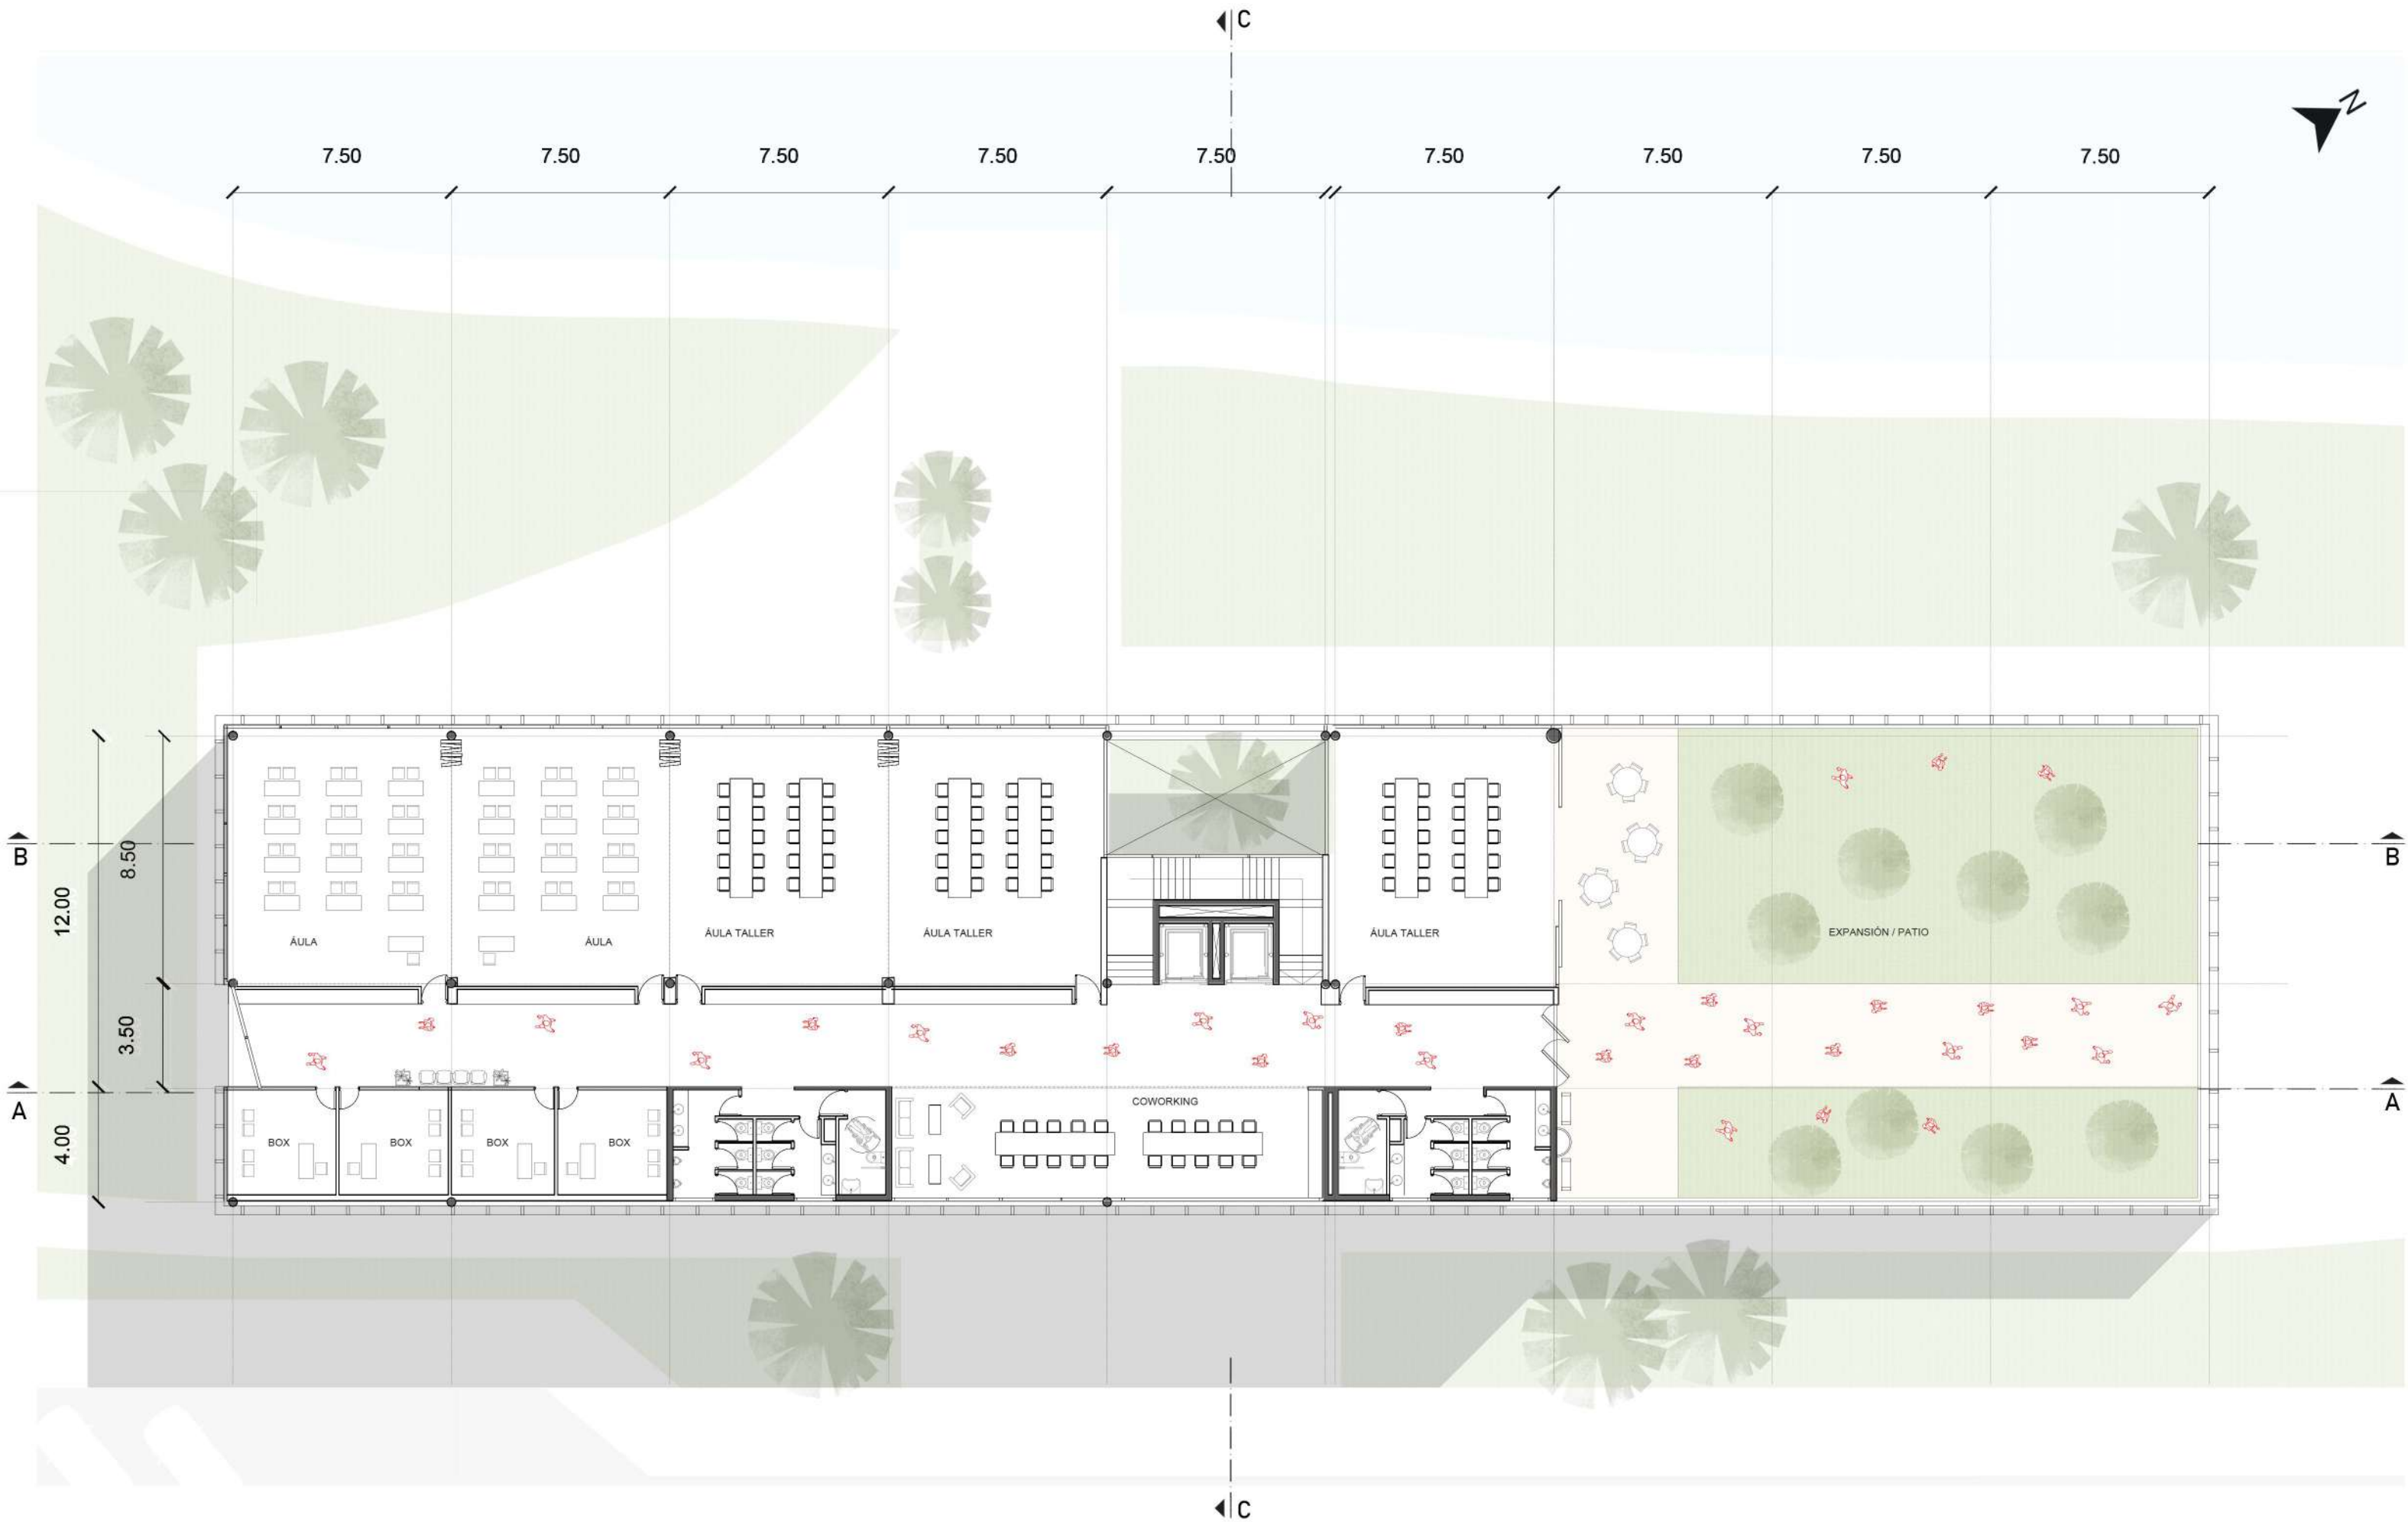 C
N
7.50
7.50
7.50
7.50
7.50
7.50
7.50
7.50
7.50
B
B
8.50
12.00
3.50
4.00
ÁULA
ÁULA
ÁULA TALLER
ÁULA TALLER
ÁULA TALLER
EXPANSIÓN / PATIO
A
A
COWORKING
BOX
BOX
BOX
BOX
C